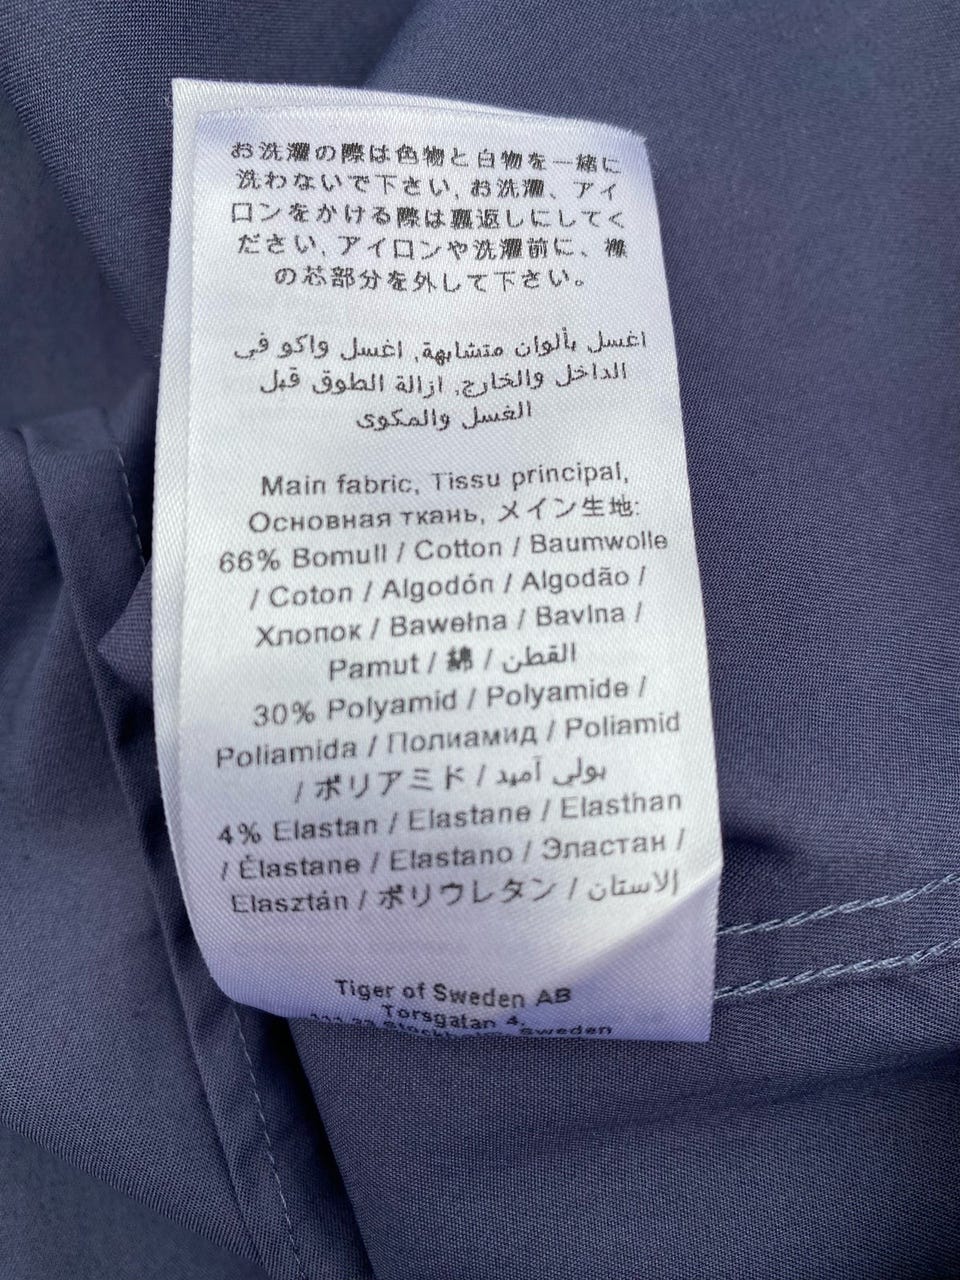 お洗濯の際は色物と白物を一緒に
洗わないで下さい, お洗濯、アイ
ロンをかける際は裏返しにしてく
ださい, アイロンや洗濯前に、襟
の芯部分を外して下さい。
اغسل بألوان متشابهة, اغسل واكو في
الداخل والخارج, ازالة الطوق قبل
الغسل والمكوى
Main fabric, Tissu principal,
Основная ткань, メイン生地:
66% Bomull / Cotton / Baumwolle
/ Coton / Algodón / Algodão /
Хлопок / Bawełna / Bavlna /
Pamut / 綿 / القطن
30% Polyamid / Polyamide /
Poliamida / Полиамид / Poliamid
/ ポリアミド / بولي آميد
4% Elastan / Elastane / Elasthan
/ Élastane / Elastano / Эластан /
Elasztán / ポリウレタン / الاستان
Tiger of Sweden AB
Torsgatan 4,
Stockholm, Sweden